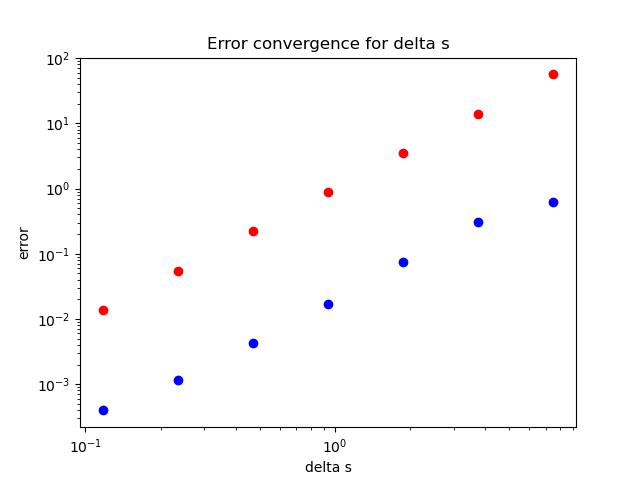 Error convergence for delta s
10²
10¹
10⁰
10⁻¹
10⁻²
10⁻³
error
10⁻¹
10⁰
delta s